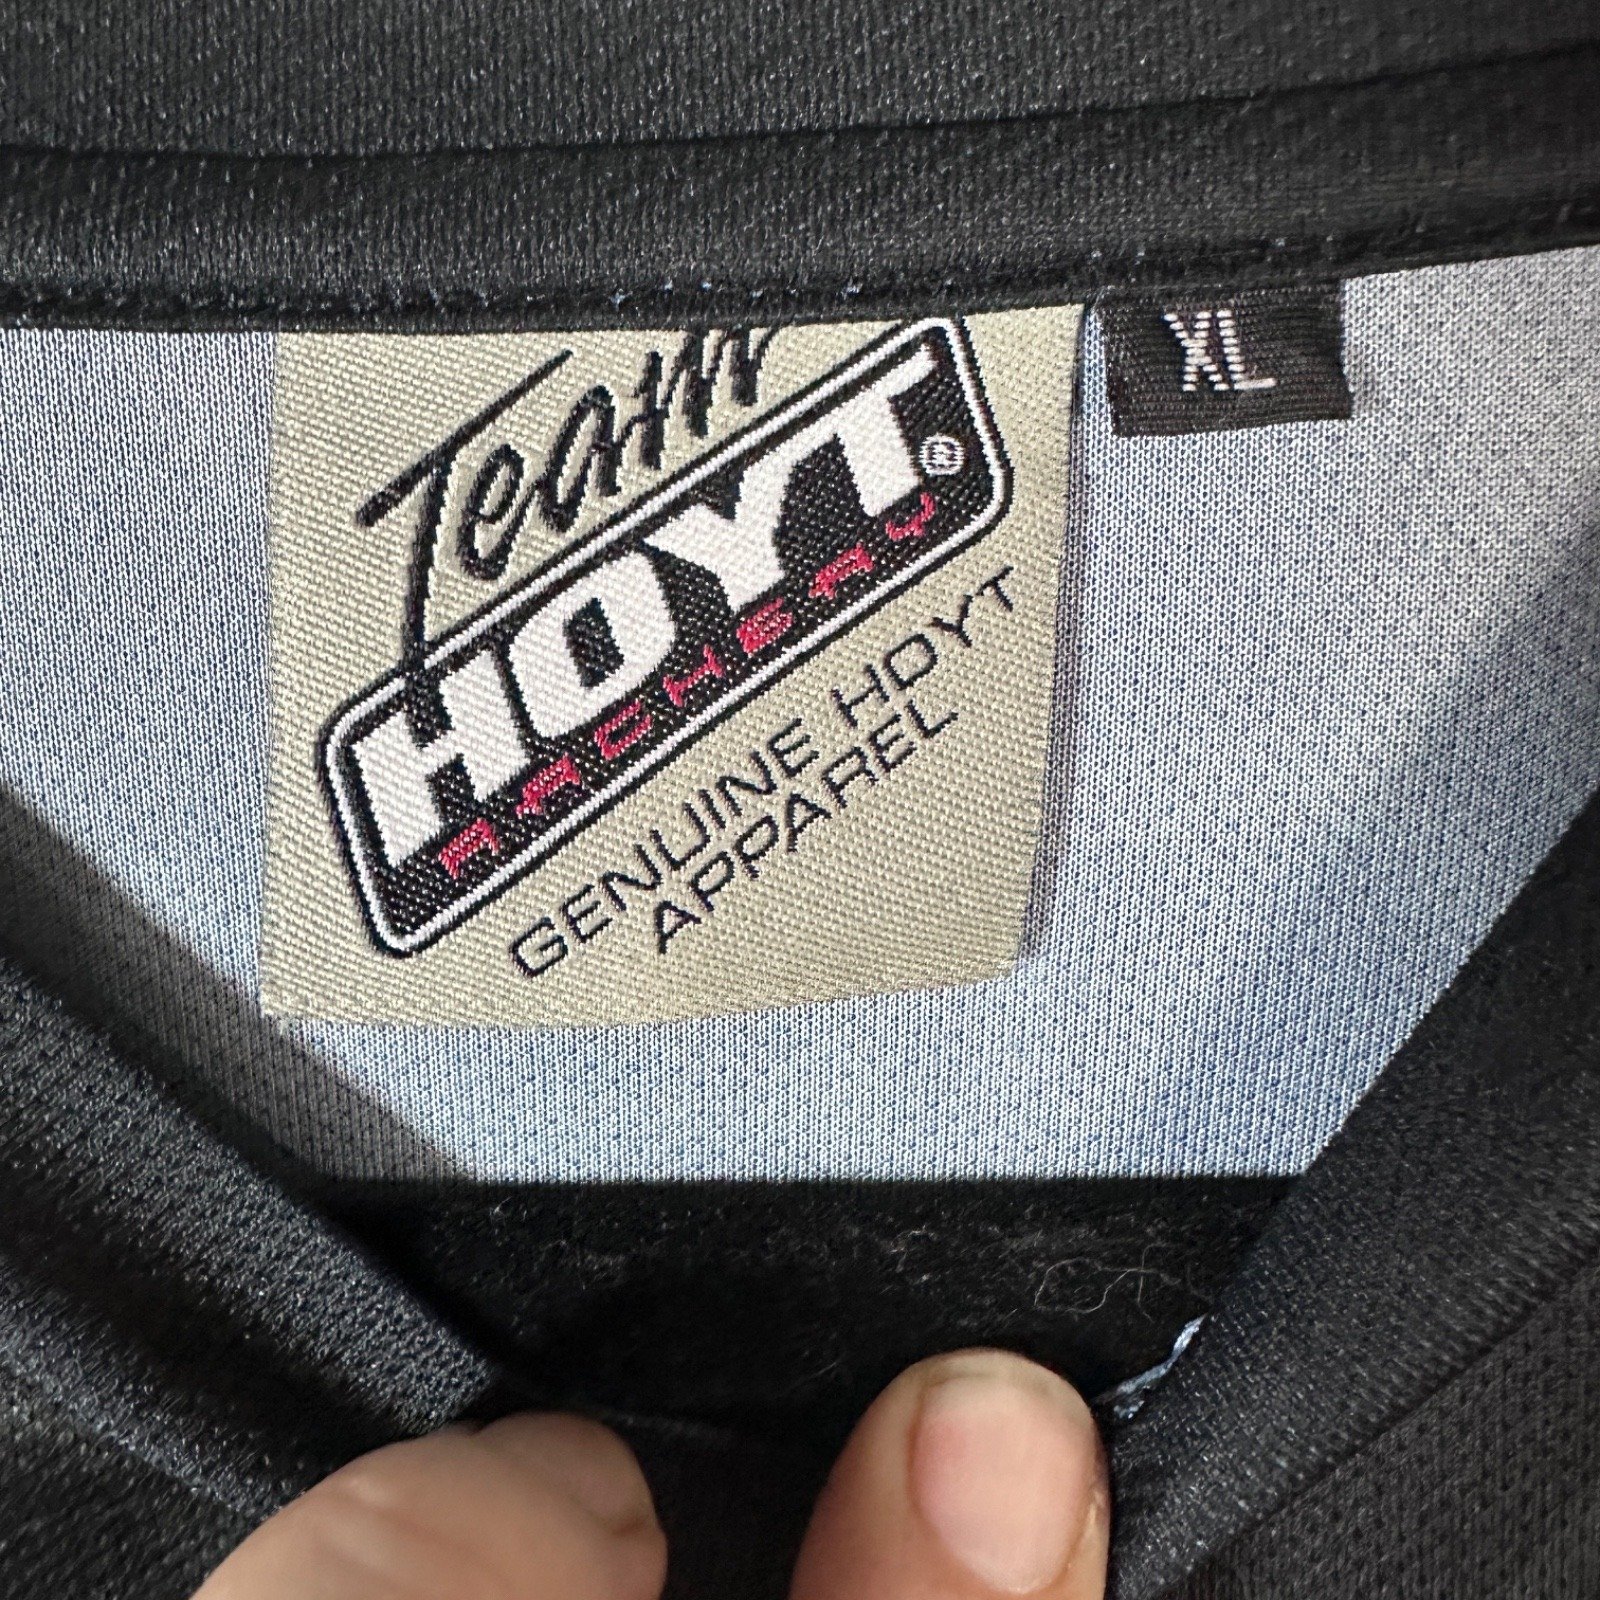 Team
HOYT®
ARCHERY
GENUINE HOYT
APPAREL
XL